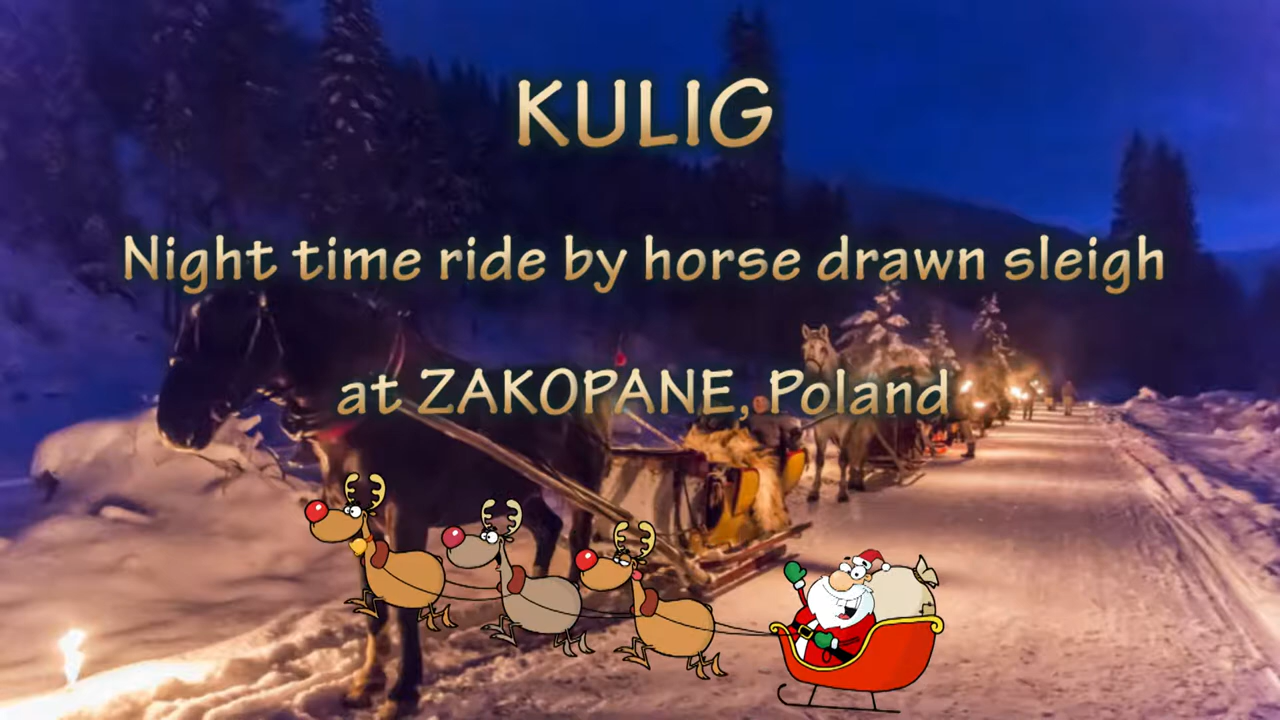 KULIG
Night time ride by horse drawn sleigh
at ZAKOPANE, Poland